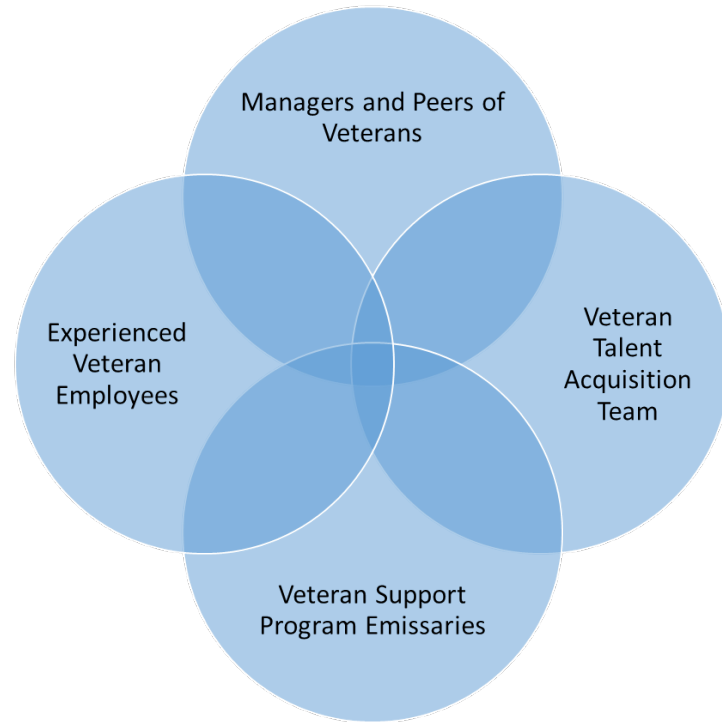 Managers and Peers of
Veterans
Experienced
Veteran
Employees
Veteran
Talent
Acquisition
Team
Veteran Support
Program Emissaries